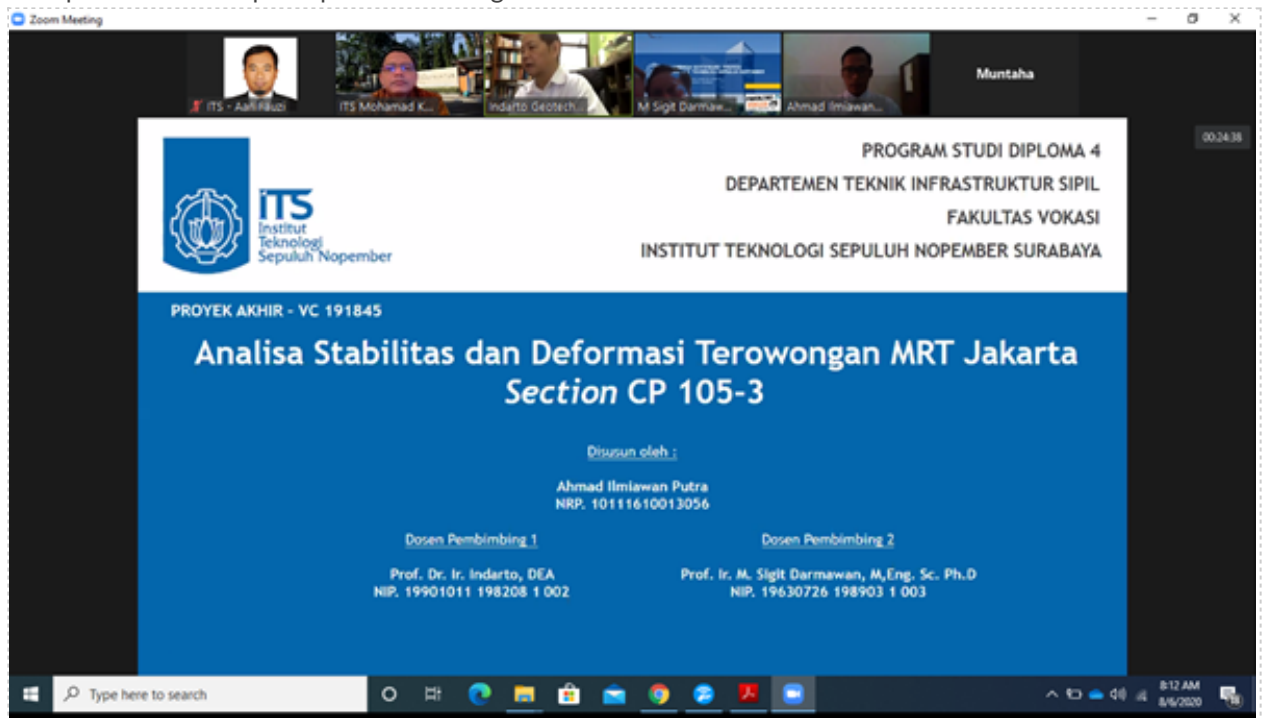 Zoom Meeting
ITS - Aan Fauzi
ITS Mohamad K...
Indarto Geotech...
M Sigit Darmaw...
Ahmad Ilmiawan...
Muntaha
00:24:38
iTS
Institut
Teknologi
Sepuluh Nopember
PROGRAM STUDI DIPLOMA 4
DEPARTEMEN TEKNIK INFRASTRUKTUR SIPIL
FAKULTAS VOKASI
INSTITUT TEKNOLOGI SEPULUH NOPEMBER SURABAYA
PROYEK AKHIR - VC 191845
Analisa Stabilitas dan Deformasi Terowongan MRT Jakarta
Section CP 105-3
Disusun oleh :
Ahmad Ilmiawan Putra
NRP. 10111610013056
Dosen Pembimbing 1
Prof. Dr. Ir. Indarto, DEA
NIP. 19901011 198208 1 002
Dosen Pembimbing 2
Prof. Ir. M. Sigit Darmawan, M,Eng. Sc. Ph.D
NIP. 19630726 198903 1 003
Type here to search
8:12 AM
8/6/2020